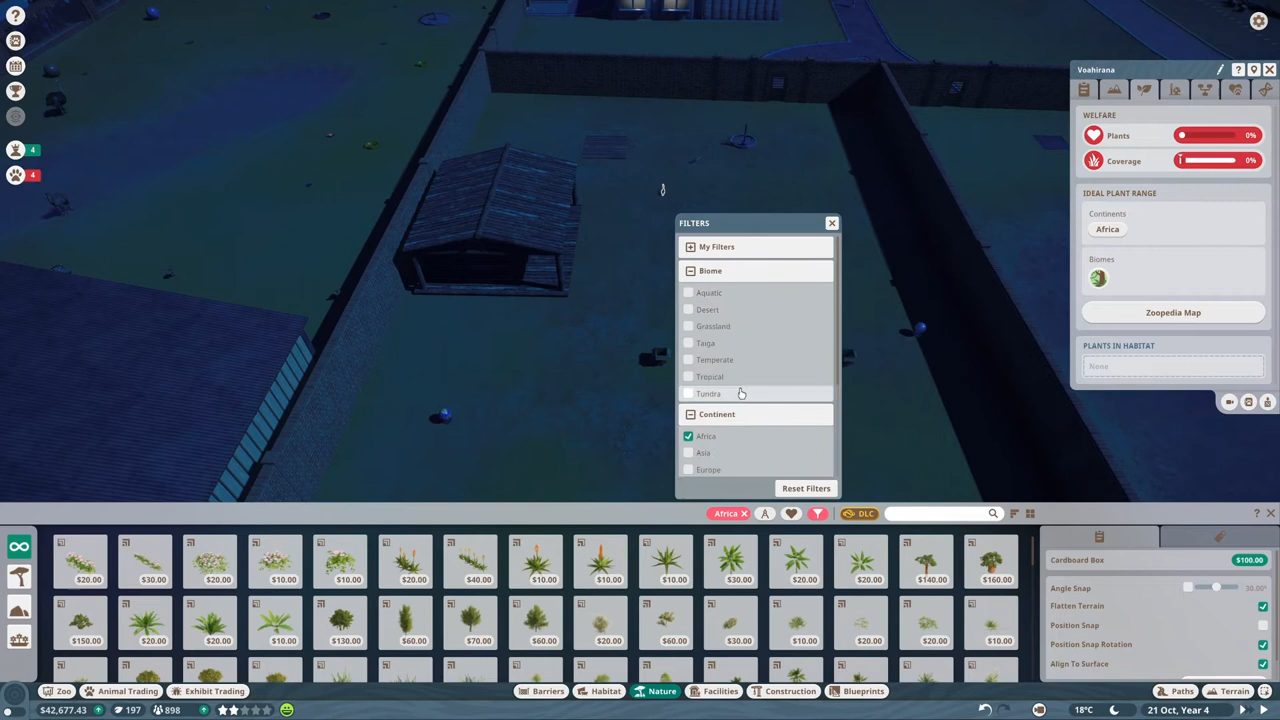 ?
4
4
Voahirana
?
WELFARE
Plants 0%
Coverage 0%
IDEAL PLANT RANGE
Continents
Africa
Biomes
Zoopedia Map
PLANTS IN HABITAT
None
FILTERS
My Filters
Biome
Aquatic
Desert
Grassland
Taiga
Temperate
Tropical
Tundra
Continent
Africa
Asia
Europe
Reset Filters
Africa
DLC
?
$20.00 $30.00 $20.00 $10.00 $10.00 $20.00 $40.00 $10.00 $10.00 $10.00 $30.00 $20.00 $20.00 $140.00 $160.00
$150.00 $20.00 $20.00 $10.00 $130.00 $60.00 $70.00 $60.00 $20.00 $60.00 $30.00 $10.00 $20.00 $20.00 $10.00
Cardboard Box $100.00
Angle Snap 30.00°
Flatten Terrain
Position Snap
Position Snap Rotation
Align To Surface
Zoo Animal Trading Exhibit Trading Barriers Habitat Nature Facilities Construction Blueprints Paths Terrain
$42,677.43 197 898 18°C 21 Oct, Year 4